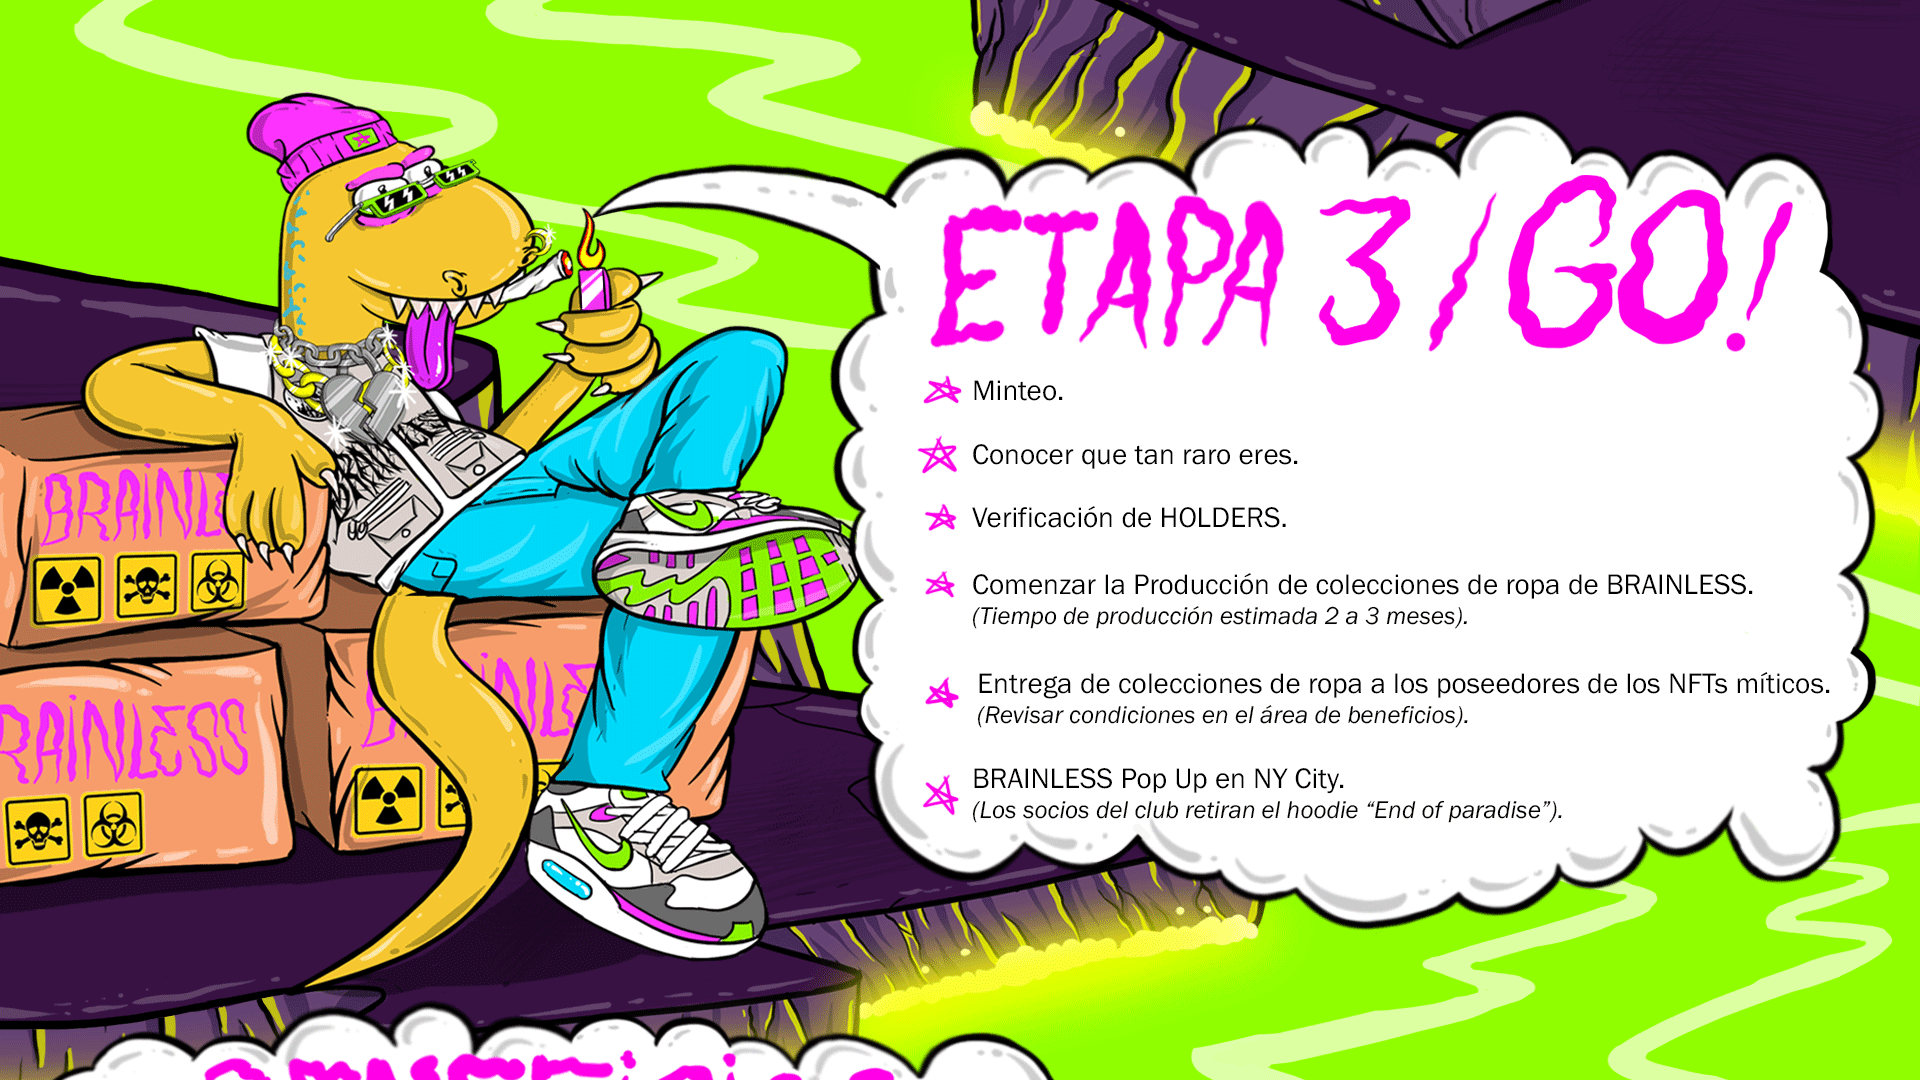 ETAPA 3 / GO!
Minteo.
Conocer que tan raro eres.
Verificación de HOLDERS.
Comenzar la Producción de colecciones de ropa de BRAINLESS.
(Tiempo de producción estimada 2 a 3 meses).
Entrega de colecciones de ropa a los poseedores de los NFTs míticos.
(Revisar condiciones en el área de beneficios).
BRAINLESS Pop Up en NY City.
(Los socios del club retiran el hoodie “End of paradise”).
BRAiNLE
RAiNLESS